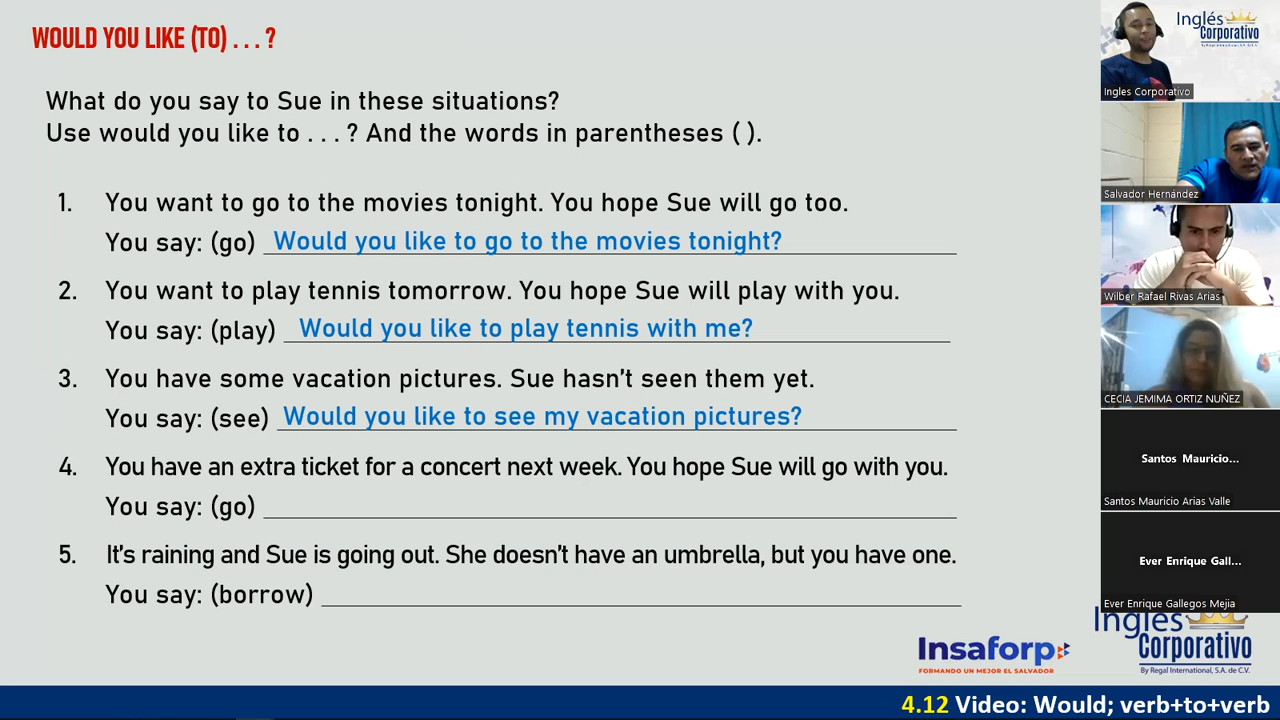 WOULD YOU LIKE (TO) . . . ?
What do you say to Sue in these situations?
Use would you like to . . . ? And the words in parentheses ( ).
1. You want to go to the movies tonight. You hope Sue will go too.
You say: (go) Would you like to go to the movies tonight?
2. You want to play tennis tomorrow. You hope Sue will play with you.
You say: (play) Would you like to play tennis with me?
3. You have some vacation pictures. Sue hasn't seen them yet.
You say: (see) Would you like to see my vacation pictures?
4. You have an extra ticket for a concert next week. You hope Sue will go with you.
You say: (go)
5. It's raining and Sue is going out. She doesn't have an umbrella, but you have one.
You say: (borrow)
Inglés
Corporativo
By Regal International, S.A. de C.V.
Ingles Corporativo
Salvador Hernández
Wilber Rafael Rivas Arias
CECIA JEMIMA ORTIZ NUÑEZ
Santos Mauricio...
Santos Mauricio Arias Valle
Ever Enrique Gall...
Ever Enrique Gallegos Mejia
Insaforp
FORMANDO UN MEJOR EL SALVADOR
Inglés
Corporativo
By Regal International, S.A. de C.V.
4.12 Video: Would; verb+to+verb